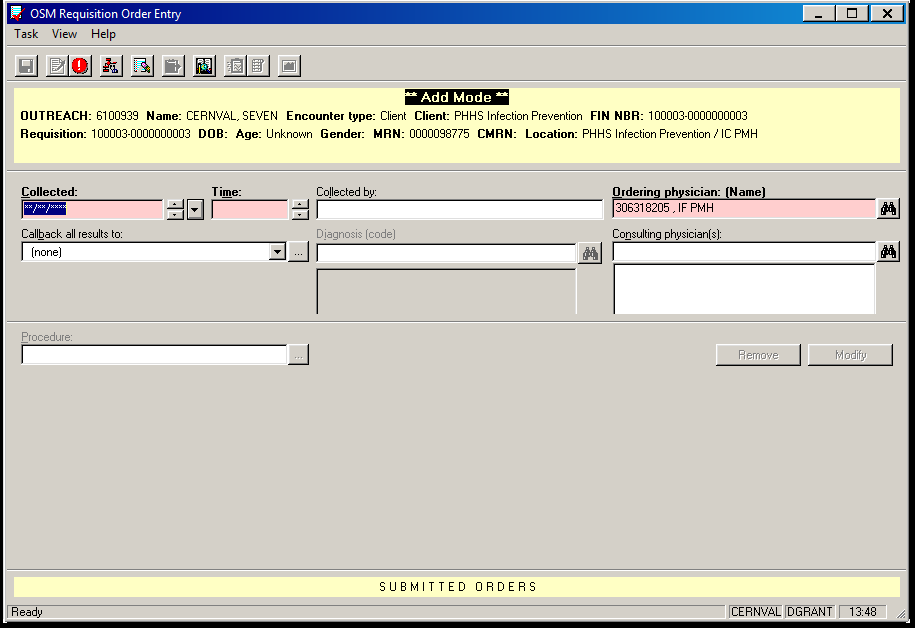 OSM Requisition Order Entry
Task View Help
** Add Mode **
OUTREACH: 6100939 Name: CERNVAL, SEVEN Encounter type: Client Client: PHHS Infection Prevention FIN NBR: 100003-0000000003
Requisition: 100003-0000000003 DOB: Age: Unknown Gender: MRN: 0000098775 CMRN: Location: PHHS Infection Prevention / IC PMH
Collected: Time: Collected by: Ordering physician: (Name)
**/**/**** 306318205 , IF PMH
Callback all results to: Diagnosis (code) Consulting physician(s):
(none) ...
Procedure:
... Remove Modify
SUBMITTED ORDERS
Ready CERNVAL DGRANT 13:48